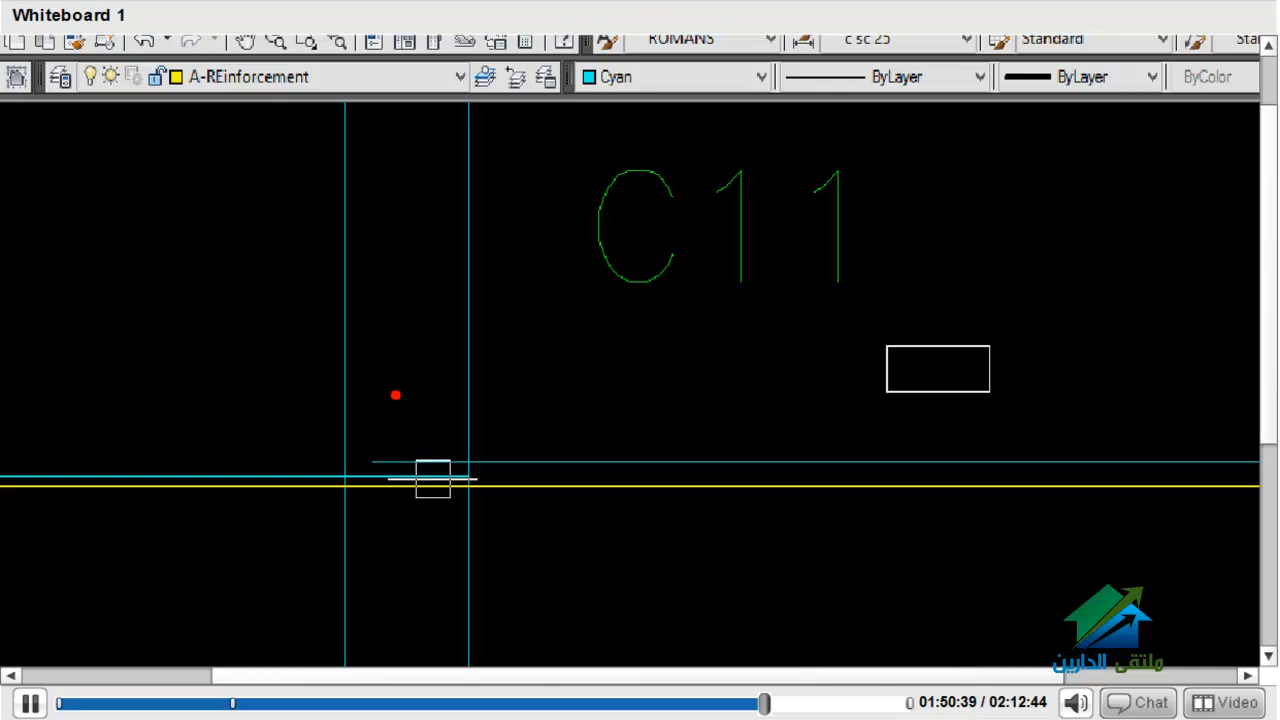 Whiteboard 1
ROMANS c sc 25 Standard
A-REinforcement Cyan ByLayer ByLayer ByColor
C11
ملتقى الدارين
01:50:39 / 02:12:44 Chat Video